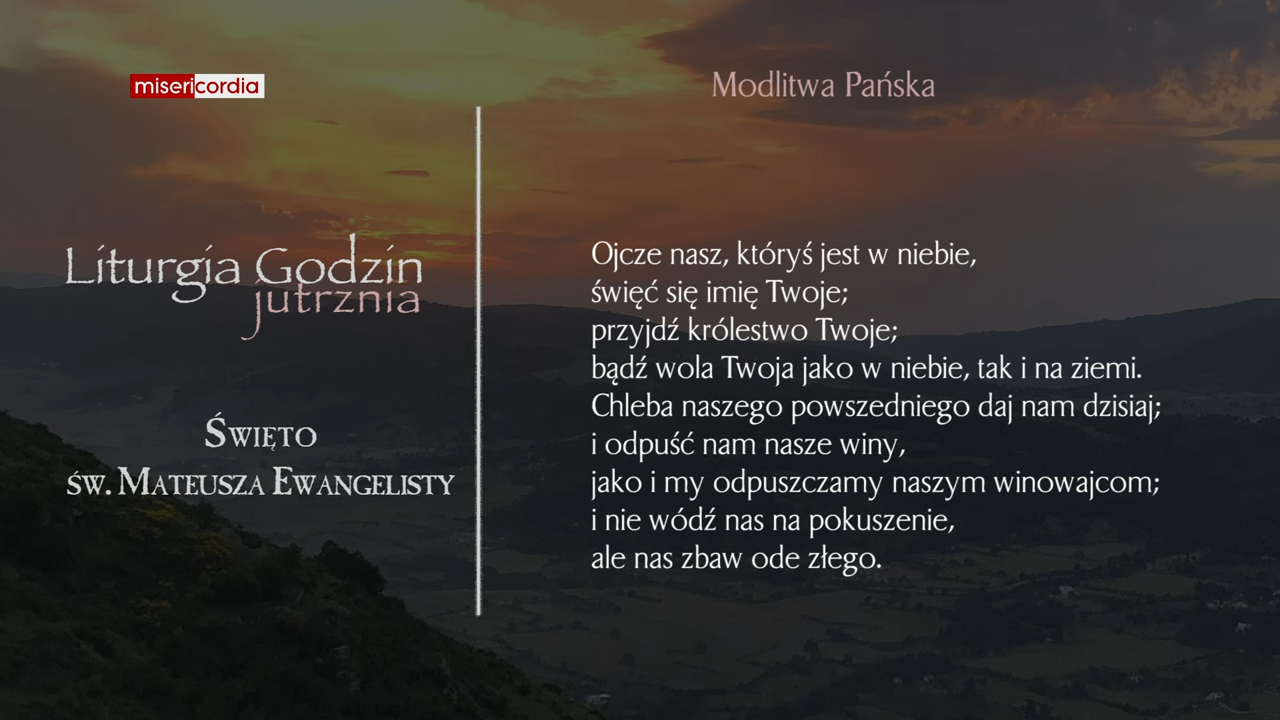 misericordia
Liturgia Godzin
jutrznia
Święto
św. Mateusza Ewangelisty
Modlitwa Pańska
Ojcze nasz, któryś jest w niebie,
święć się imię Twoje;
przyjdź królestwo Twoje;
bądź wola Twoja jako w niebie, tak i na ziemi.
Chleba naszego powszedniego daj nam dzisiaj;
i odpuść nam nasze winy,
jako i my odpuszczamy naszym winowajcom;
i nie wódź nas na pokuszenie,
ale nas zbaw ode złego.